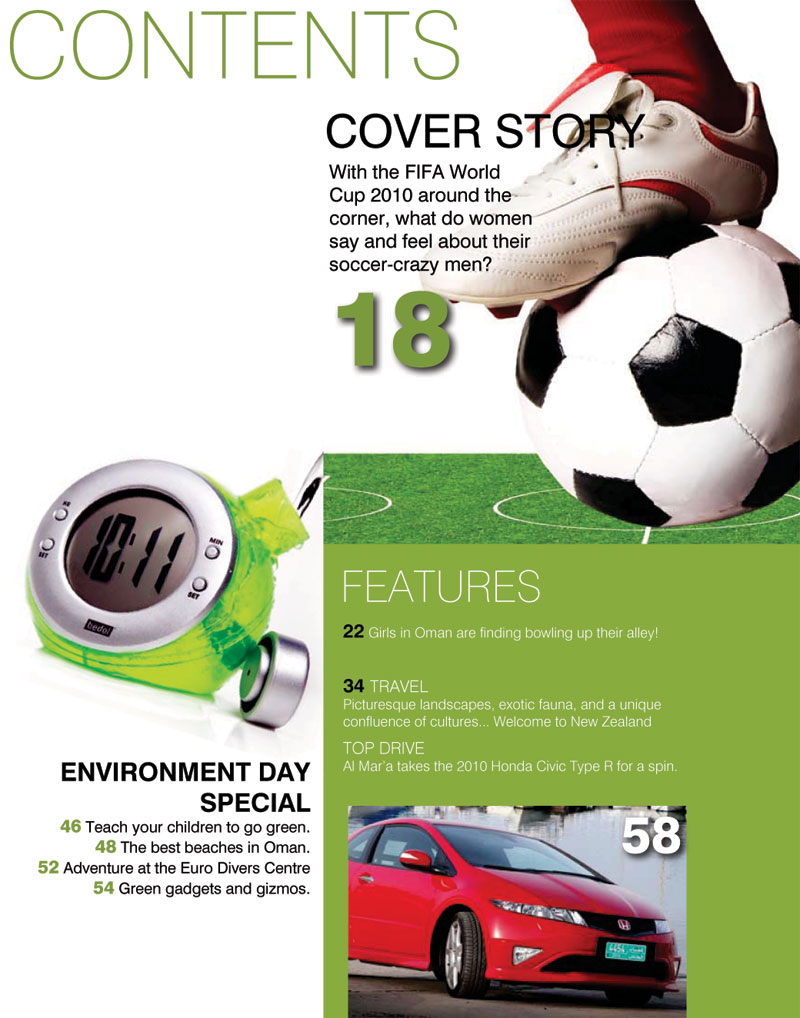 CONTENTS
COVER STORY
With the FIFA World
Cup 2010 around the
corner, what do women
say and feel about their
soccer-crazy men?
18
10:11
MIN
SET
SET
bedol
ENVIRONMENT DAY
SPECIAL
46 Teach your children to go green.
48 The best beaches in Oman.
52 Adventure at the Euro Divers Centre
54 Green gadgets and gizmos.
FEATURES
22 Girls in Oman are finding bowling up their alley!
34 TRAVEL
Picturesque landscapes, exotic fauna, and a unique
confluence of cultures... Welcome to New Zealand
TOP DRIVE
Al Mar'a takes the 2010 Honda Civic Type R for a spin.
58